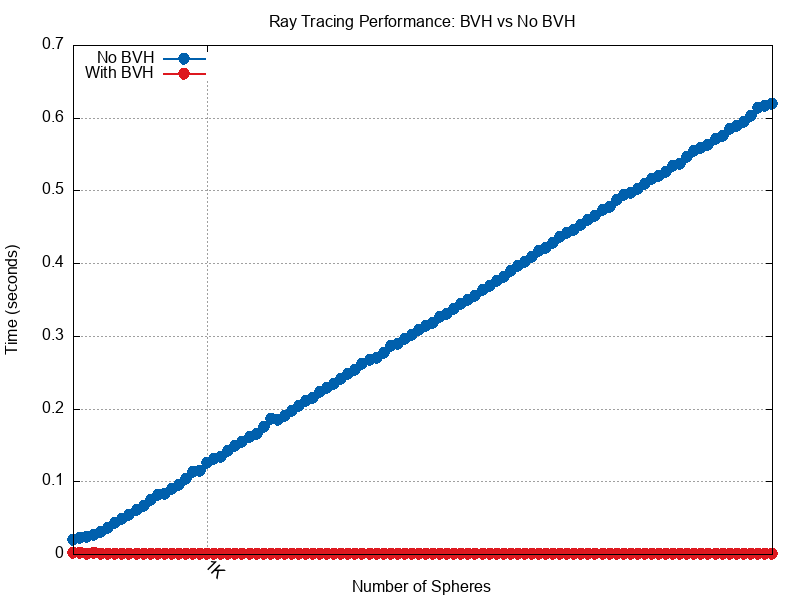 Ray Tracing Performance: BVH vs No BVH
0.7
No BVH
With BVH
0.6
0.5
0.4
0.3
0.2
0.1
0
Time (seconds)
1K
Number of Spheres